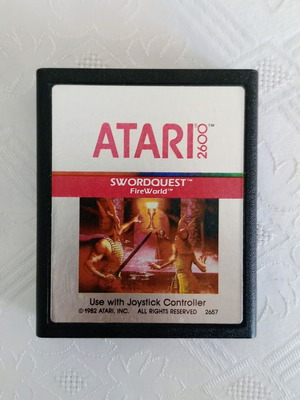 ATARI 2600™
SWORDQUEST™
FireWorld™
Use with Joystick Controller
© 1982 ATARI, INC. ALL RIGHTS RESERVED 2657